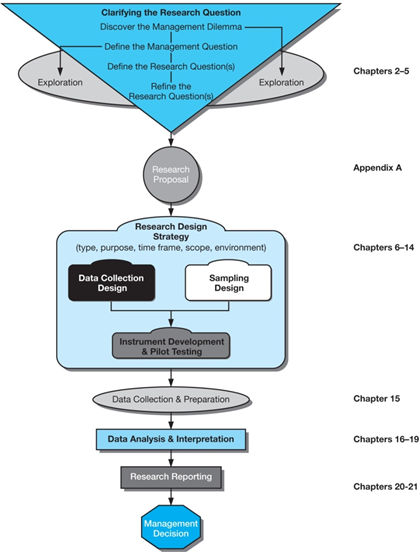 Clarifying the Research Question
Discover the Management Dilemma
Define the Management Question
Define the Research Question(s)
Exploration
Refine the
Research Question(s)
Exploration
Chapters 2–5
Research
Proposal
Appendix A
Research Design
Strategy
(type, purpose, time frame, scope, environment)
Chapters 6–14
Data Collection
Design
Sampling
Design
Instrument Development
& Pilot Testing
Data Collection & Preparation
Chapter 15
Data Analysis & Interpretation
Chapters 16–19
Research Reporting
Chapters 20-21
Management
Decision